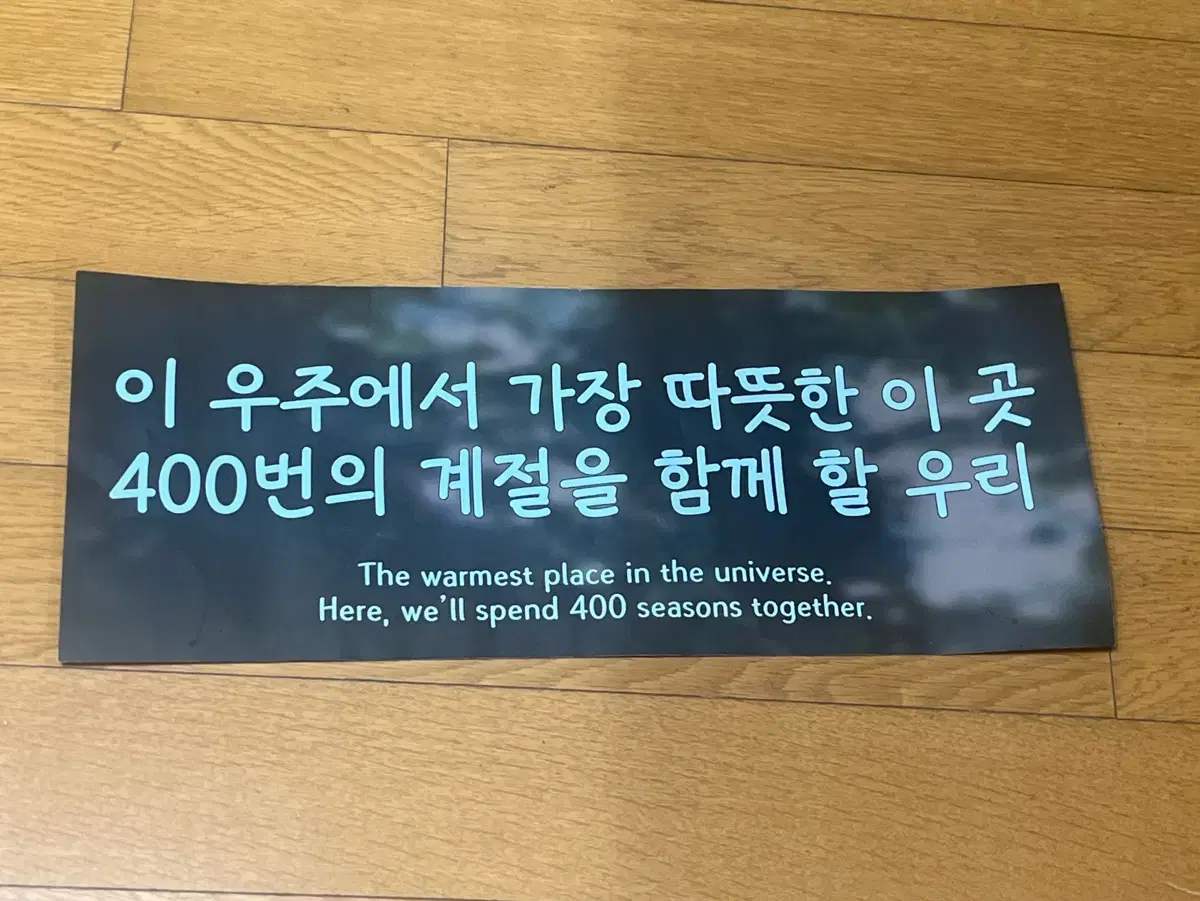 이 우주에서 가장 따뜻한 이 곳
400번의 계절을 함께 할 우리
The warmest place in the universe.
Here, we'll spend 400 seasons together.